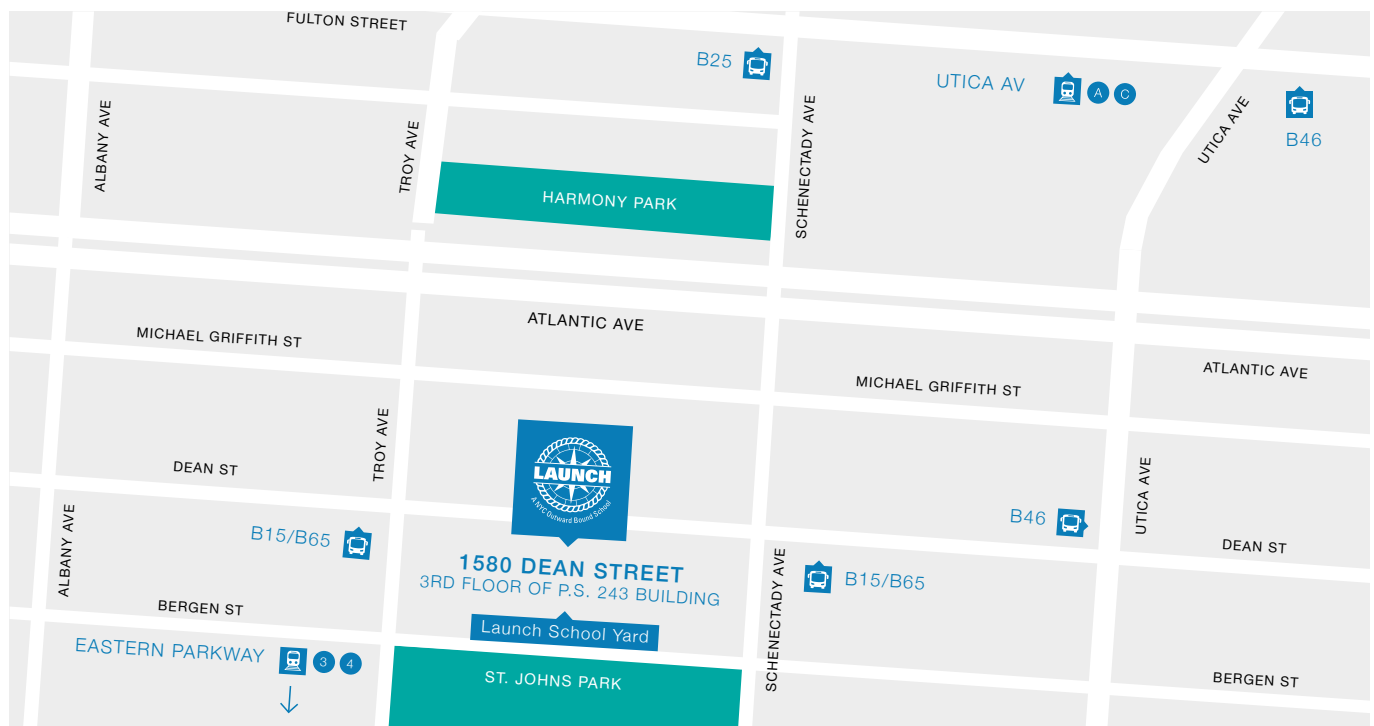 FULTON STREET
B25
UTICA AV
A
C
B46
ALBANY AVE
TROY AVE
SCHENECTADY AVE
UTICA AVE
HARMONY PARK
ATLANTIC AVE
MICHAEL GRIFFITH ST
ATLANTIC AVE
MICHAEL GRIFFITH ST
TROY AVE
LAUNCH
A NYC Outward Bound School
DEAN ST
UTICA AVE
B46
ALBANY AVE
B15/B65
DEAN ST
1580 DEAN STREET
3RD FLOOR OF P.S. 243 BUILDING
SCHENECTADY AVE
B15/B65
BERGEN ST
Launch School Yard
EASTERN PARKWAY
3
4
ST. JOHNS PARK
BERGEN ST